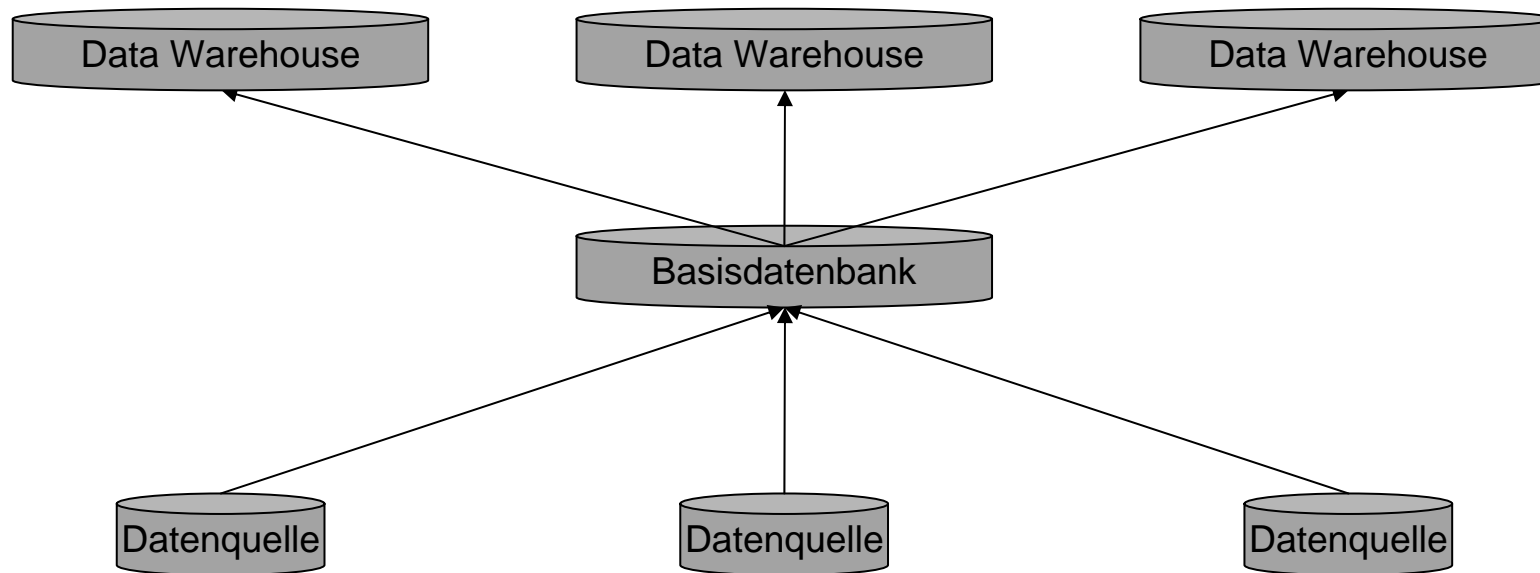 Data Warehouse
Data Warehouse
Data Warehouse
Basisdatenbank
Datenquelle
Datenquelle
Datenquelle